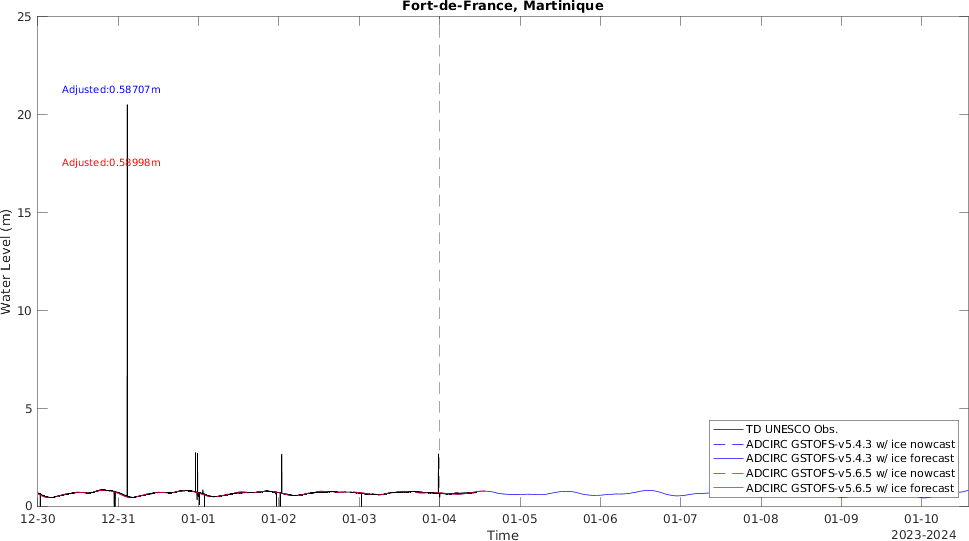 Fort-de-France, Martinique
25
20
15
10
5
0
Water Level (m)
Adjusted:0.58707m
Adjusted:0.58998m
TD UNESCO Obs.
ADCIRC GSTOFS-v5.4.3 w/ ice nowcast
ADCIRC GSTOFS-v5.4.3 w/ ice forecast
ADCIRC GSTOFS-v5.6.5 w/ ice nowcast
ADCIRC GSTOFS-v5.6.5 w/ ice forecast
12-30 12-31 01-01 01-02 01-03 01-04 01-05 01-06 01-07 01-08 01-09 01-10
Time
2023-2024